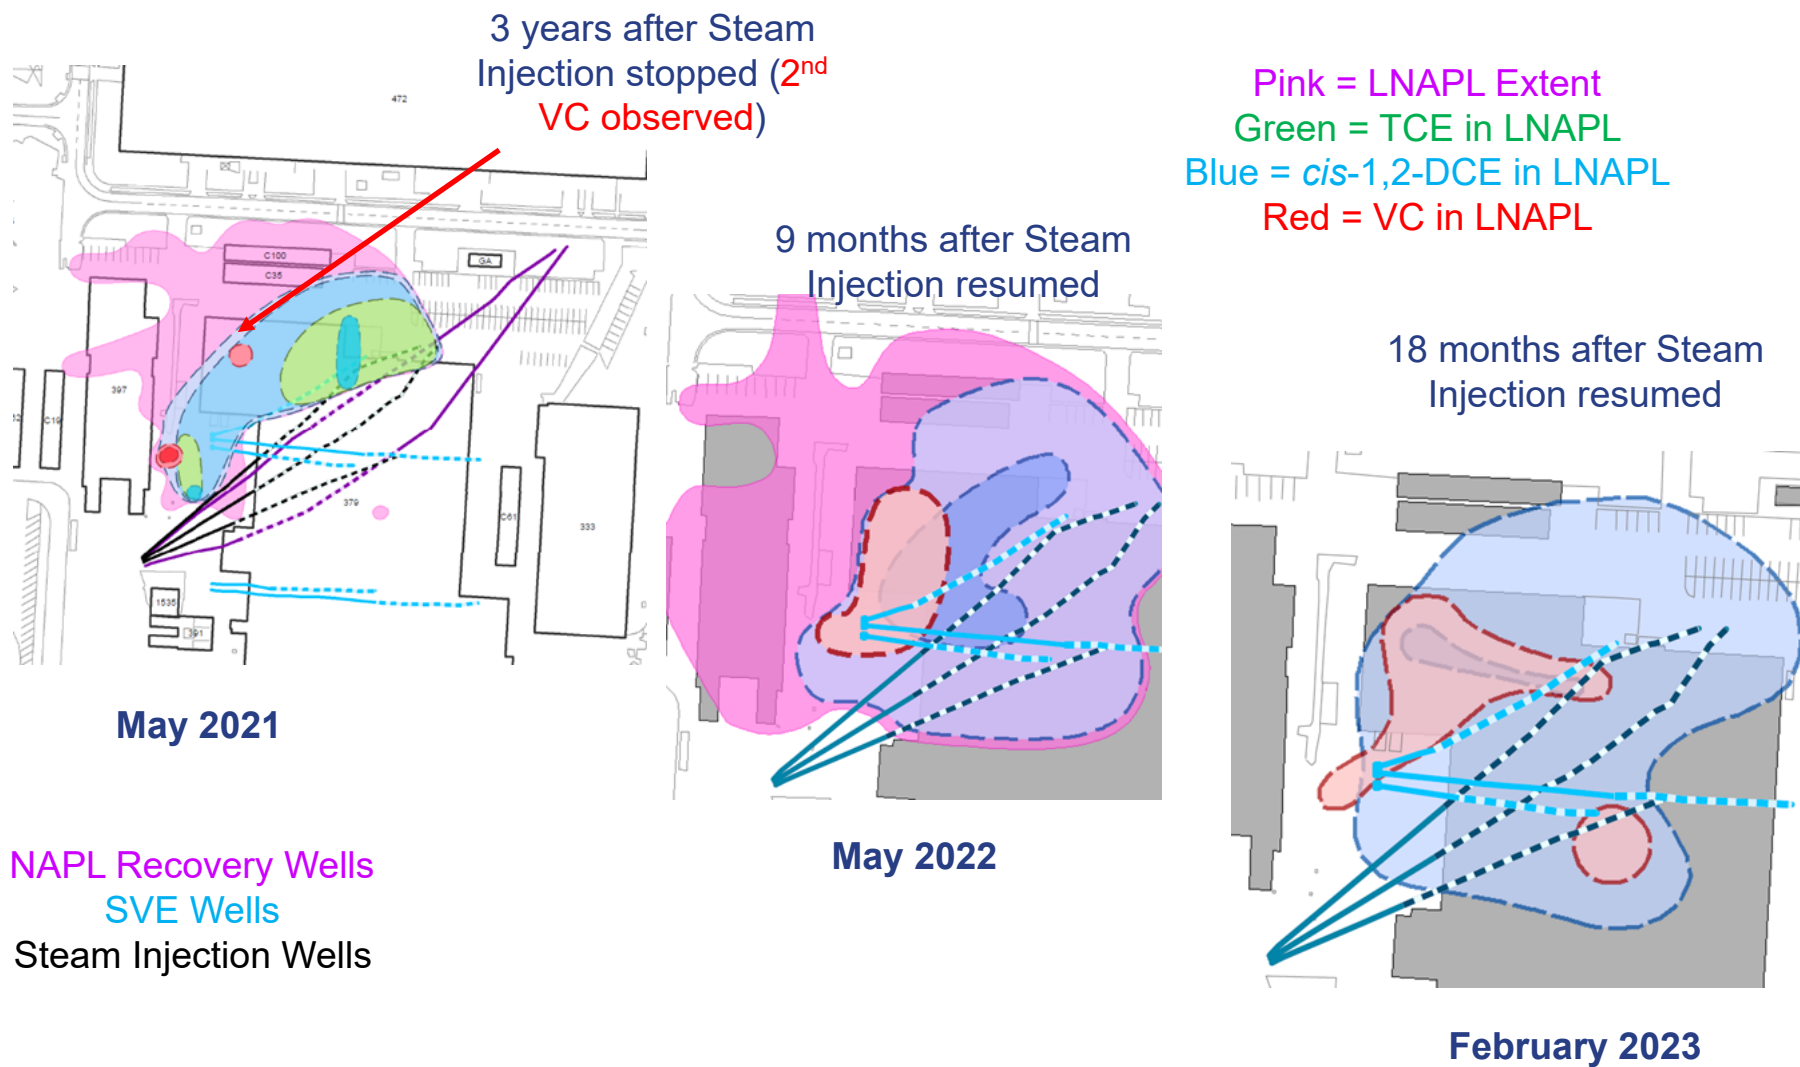 3 years after Steam
Injection stopped (2nd
VC observed)
Pink = LNAPL Extent
Green = TCE in LNAPL
Blue = cis-1,2-DCE in LNAPL
Red = VC in LNAPL
9 months after Steam
Injection resumed
18 months after Steam
Injection resumed
472
C100
C35
GA
397
C19
379
C61
333
1535
391
May 2021
May 2022
February 2023
NAPL Recovery Wells
SVE Wells
Steam Injection Wells